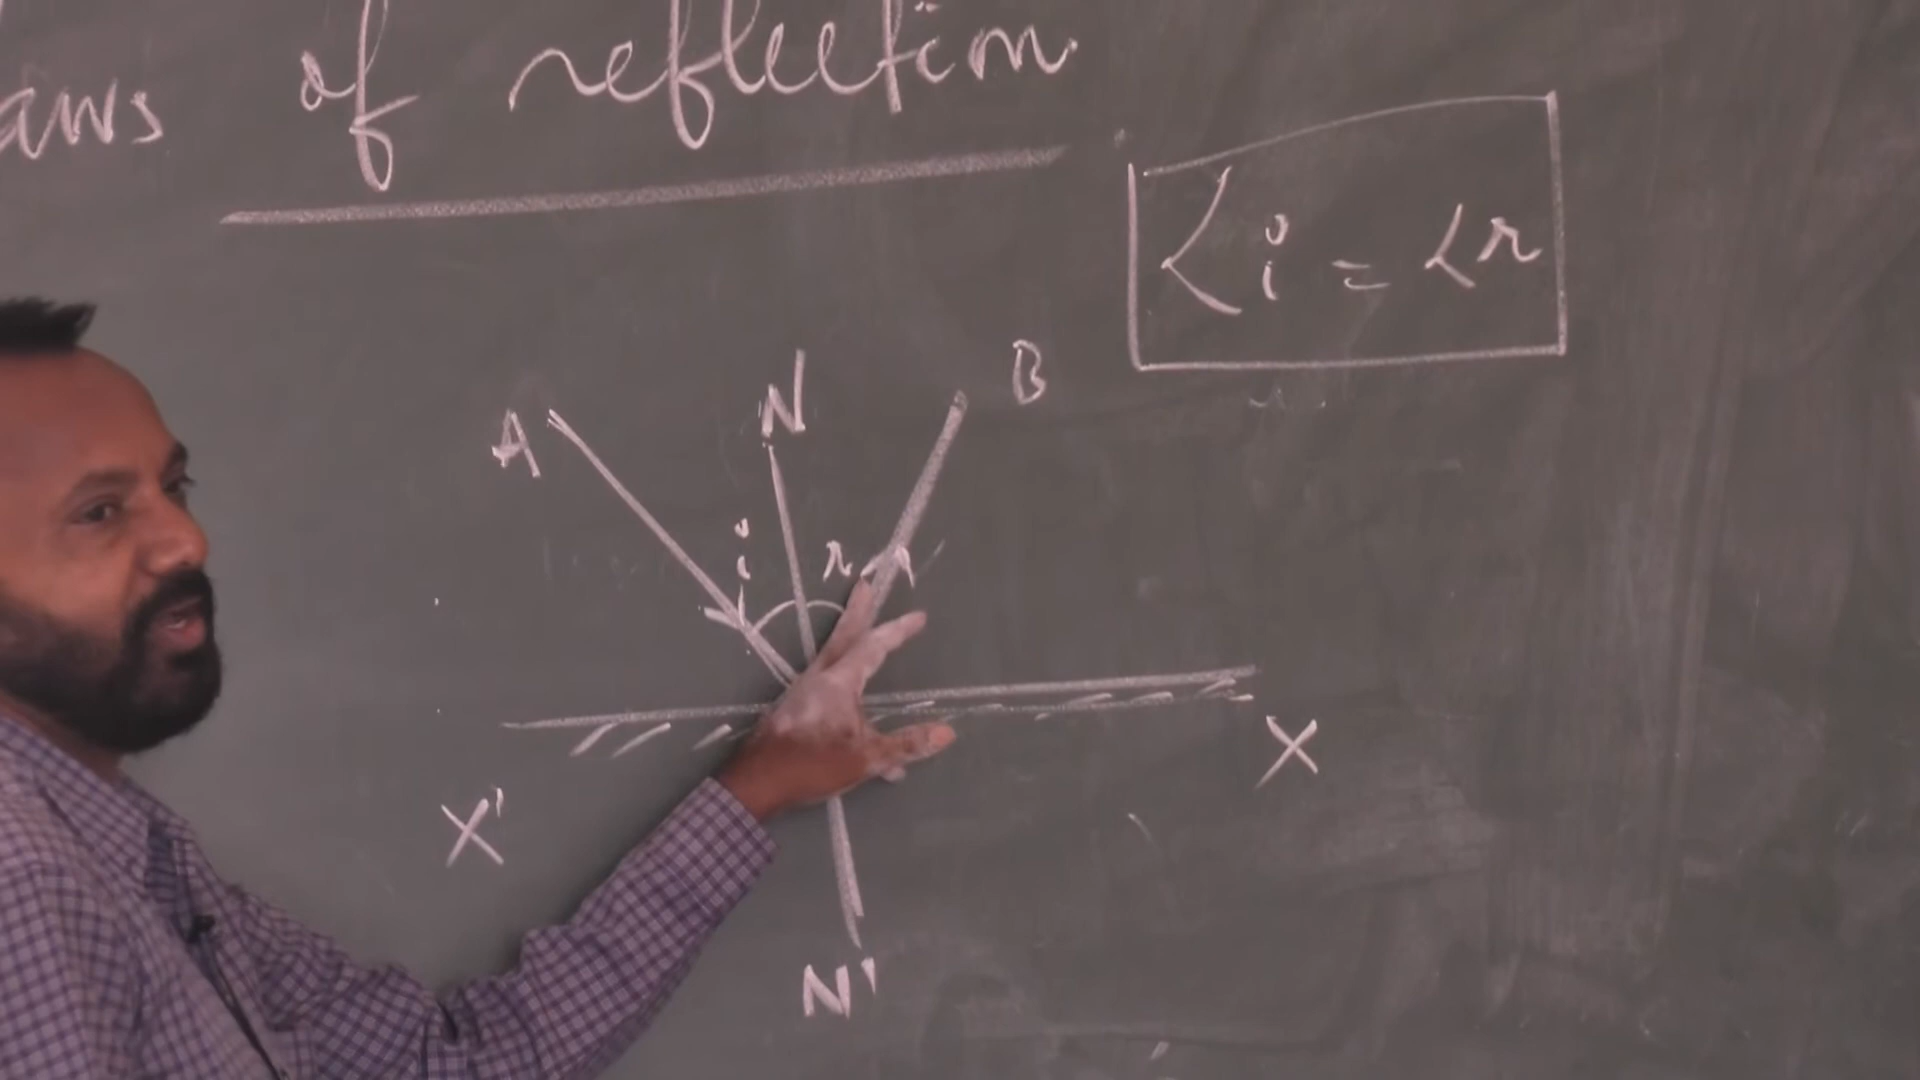 aws of reflection
∠i = ∠r
A N B
i r
X' X
N'